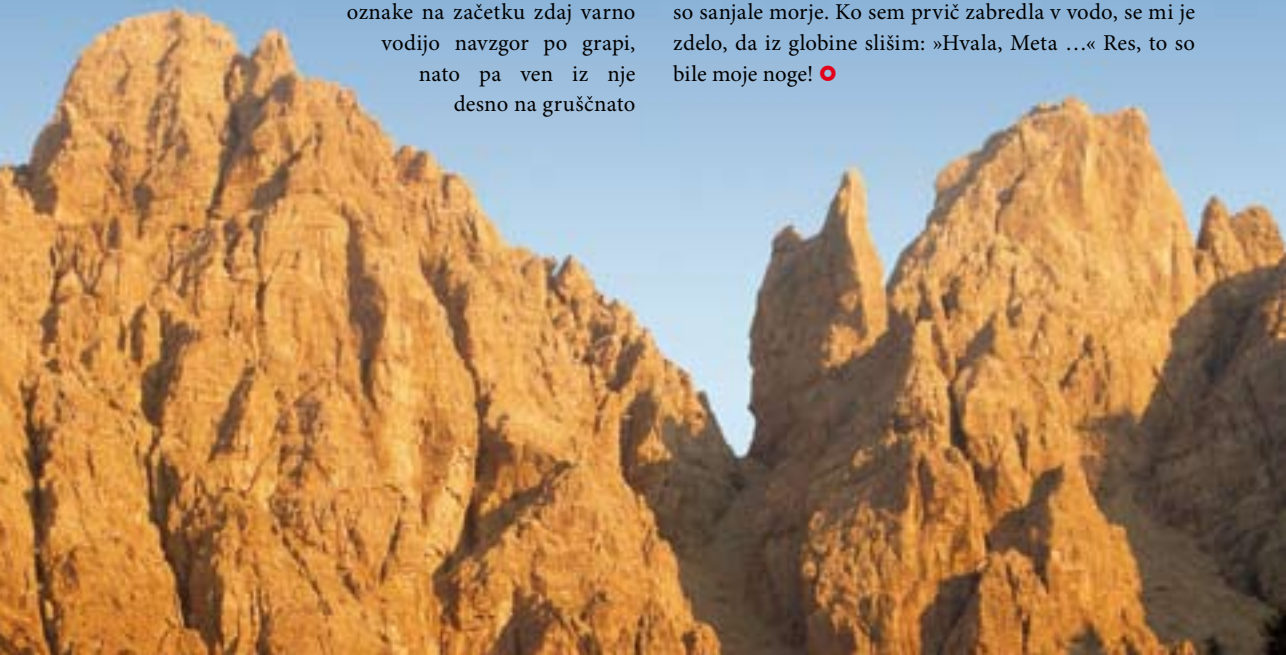 oznake na začetku zdaj varno
vodijo navzgor po grapi,
nato pa ven iz nje
desno na gruščnato
so sanjale morje. Ko sem prvič zabredla v vodo, se mi je
zdelo, da iz globine slišim: »Hvala, Meta …« Res, to so
bile moje noge!